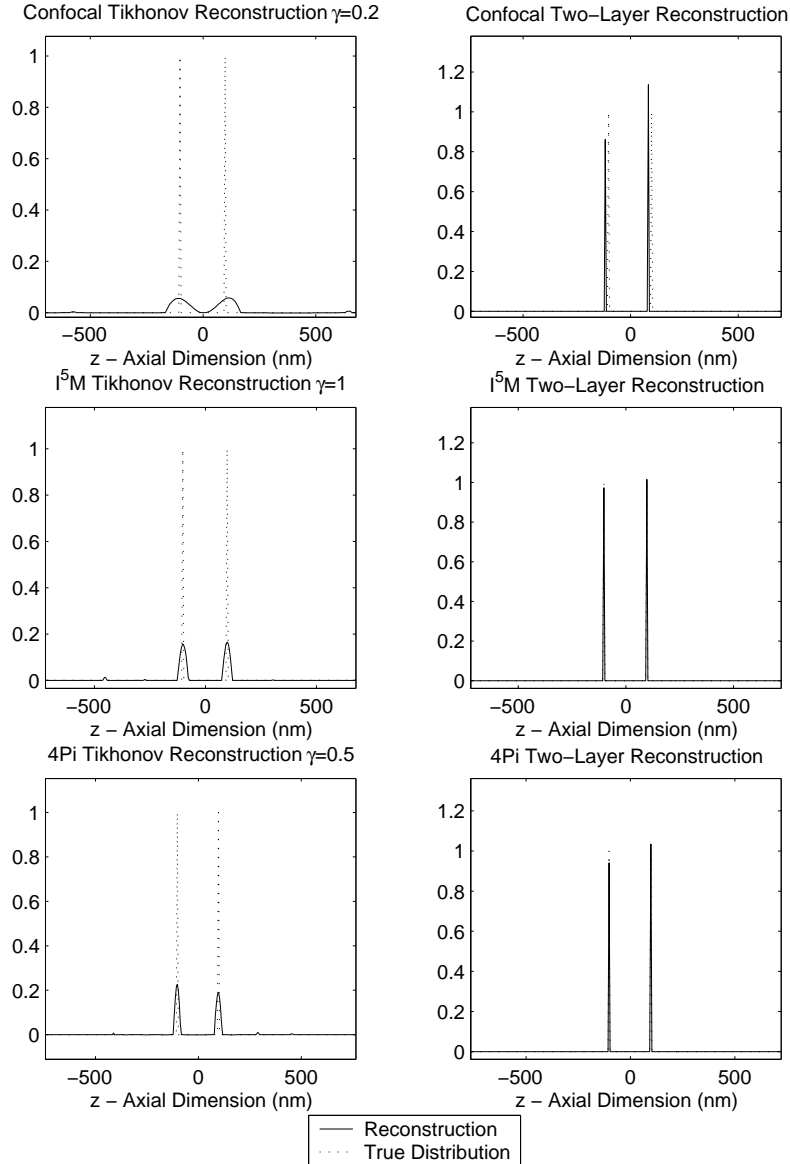 Confocal Tikhonov Reconstruction γ=0.2
1
0.8
0.6
0.4
0.2
0
−500 0 500
z − Axial Dimension (nm)
Confocal Two−Layer Reconstruction
1.2
1
0.8
0.6
0.4
0.2
0
−500 0 500
z − Axial Dimension (nm)
I⁵M Tikhonov Reconstruction γ=1
1
0.8
0.6
0.4
0.2
0
−500 0 500
z − Axial Dimension (nm)
I⁵M Two−Layer Reconstruction
1.2
1
0.8
0.6
0.4
0.2
0
−500 0 500
z − Axial Dimension (nm)
4Pi Tikhonov Reconstruction γ=0.5
1
0.8
0.6
0.4
0.2
0
−500 0 500
z − Axial Dimension (nm)
4Pi Two−Layer Reconstruction
1.2
1
0.8
0.6
0.4
0.2
0
−500 0 500
z − Axial Dimension (nm)
Reconstruction
True Distribution